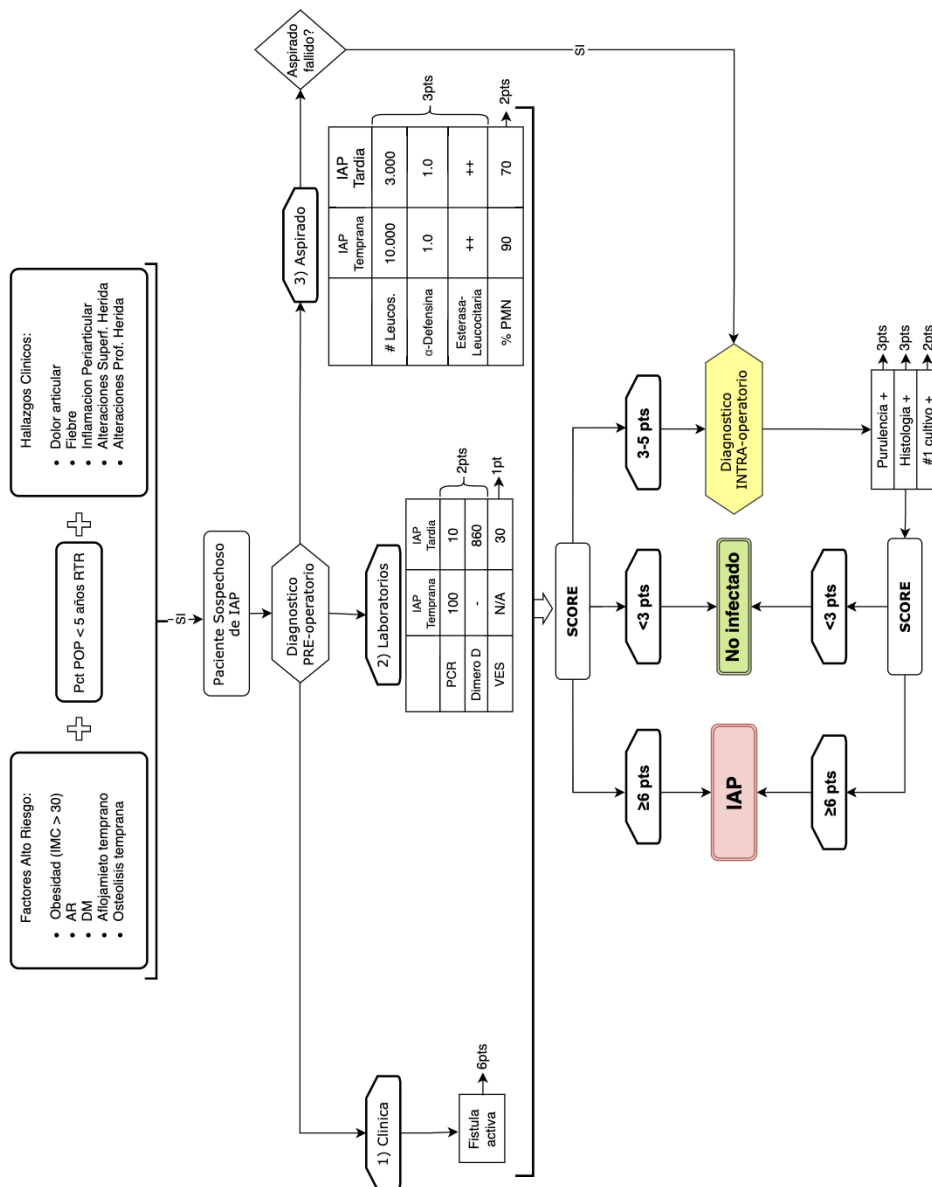 Factores Alto Riesgo:
• Obesidad (IMC > 30)
• AR
• DM
• Aflojamieto temprano
• Osteolisis temprana
Pct POP < 5 años RTR
Hallazgos Clinicos:
• Dolor articular
• Fiebre
• Inflamacion Periarticular
• Alteraciones Superf. Herida
• Alteraciones Prof. Herida
SI
Paciente Sospechoso
de IAP
Diagnostico
PRE-operatorio
1) Clinica
Fistula
activa
6pts
2) Laboratorios
IAP
Temprana
IAP
Tardia
PCR 100 10
Dimero D - 860
2pts
VES N/A 30
1pt
3) Aspirado
IAP
Temprana
IAP
Tardia
# Leucos. 10.000 3.000
α-Defensina 1.0 1.0
Esterasa-
Leucocitaria ++ ++
3pts
% PMN 90 70
2pts
Aspirado
fallido?
SI
SCORE
≥6 pts
<3 pts
3-5 pts
IAP
No infectado
Diagnostico
INTRA-operatorio
≥6 pts
<3 pts
Purulencia +
3pts
Histologia +
3pts
#1 cultivo +
2pts
SCORE